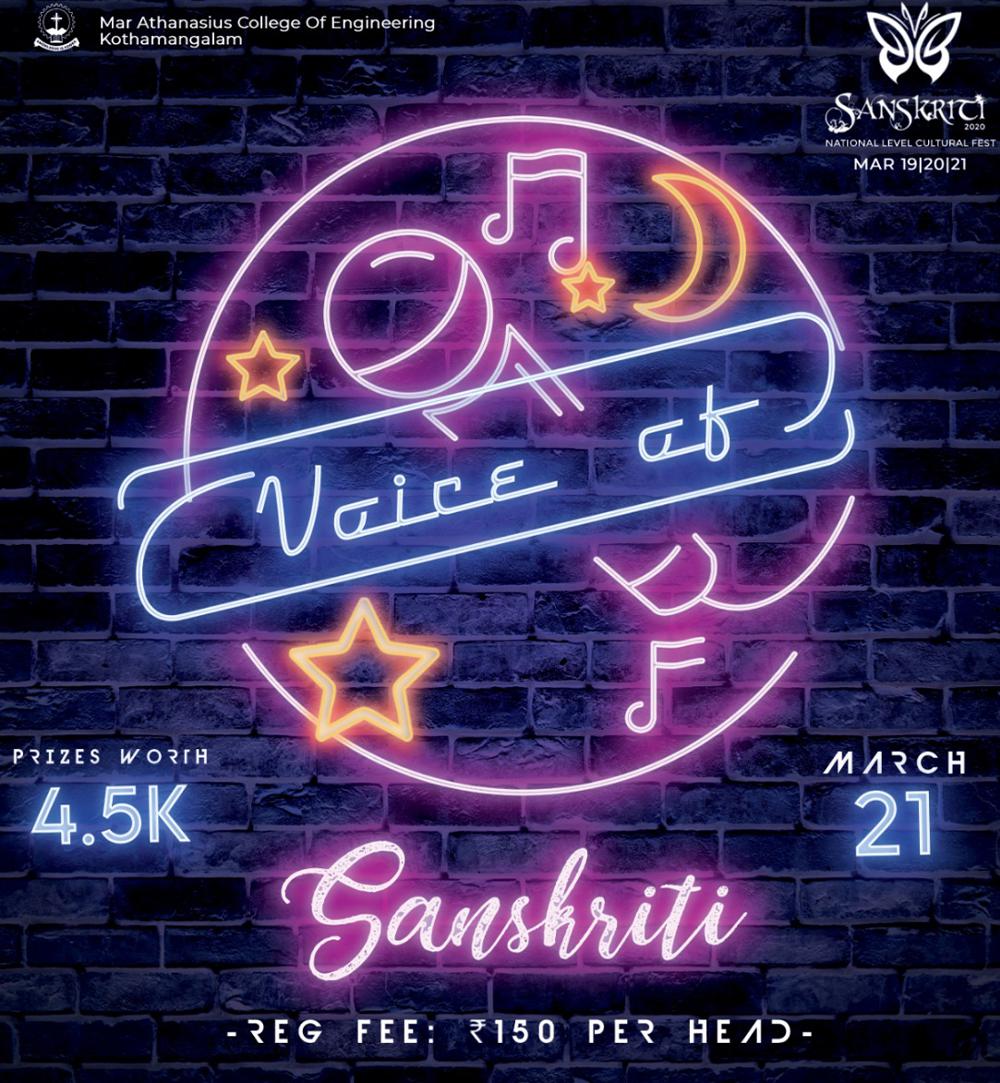 Mar Athanasius College Of Engineering
Kothamangalam
SANSKRITI
2020
NATIONAL LEVEL CULTURAL FEST
MAR 19|20|21
Voice of
PRIZES WORTH
4.5K
MARCH
21
Sanskriti
-REG FEE: ₹150 PER HEAD-